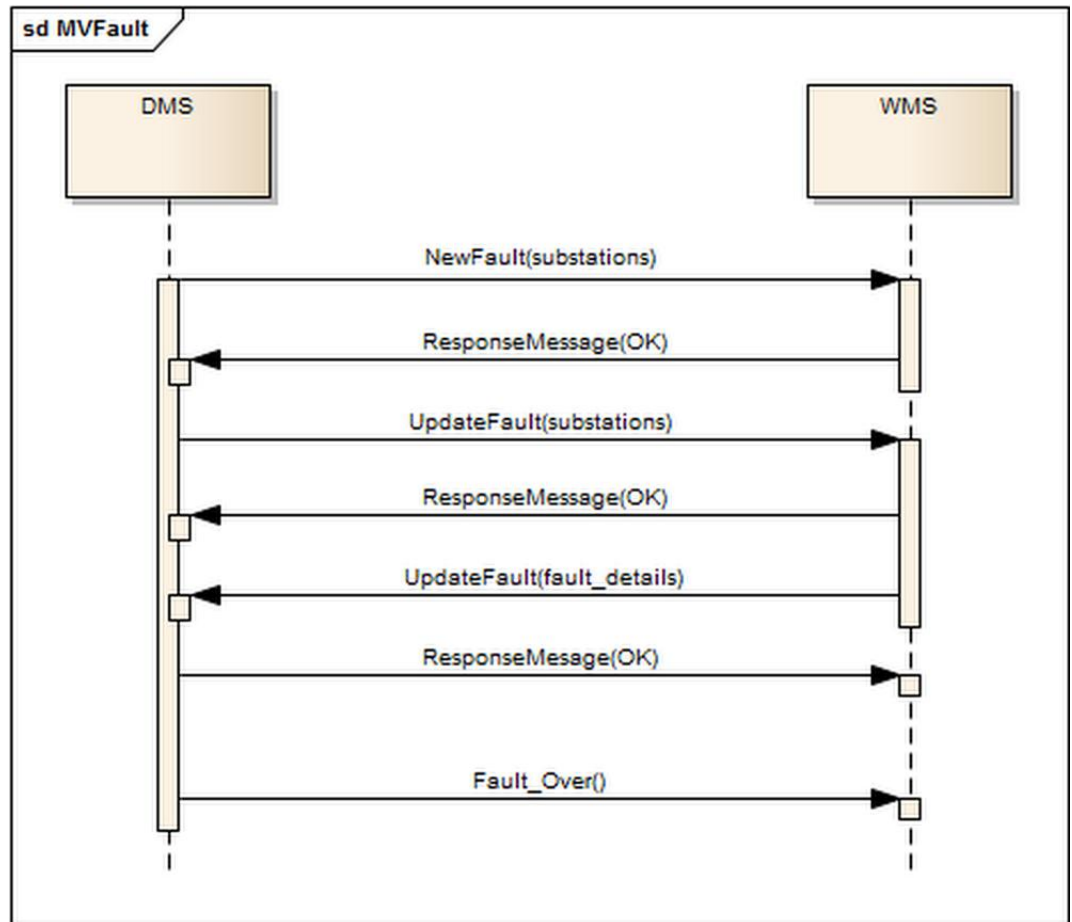 sd MVFault
DMS
WMS
NewFault(substations)
ResponseMessage(OK)
UpdateFault(substations)
ResponseMessage(OK)
UpdateFault(fault_details)
ResponseMesage(OK)
Fault_Over()